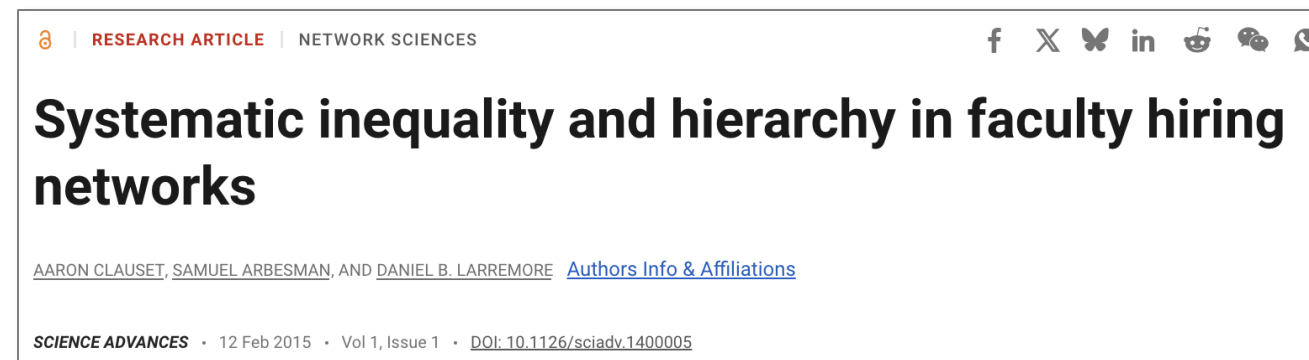 RESEARCH ARTICLE | NETWORK SCIENCES
Systematic inequality and hierarchy in faculty hiring
networks
AARON CLAUSET, SAMUEL ARBESMAN, AND DANIEL B. LARREMORE Authors Info & Affiliations
SCIENCE ADVANCES • 12 Feb 2015 • Vol 1, Issue 1 • DOI: 10.1126/sciadv.1400005